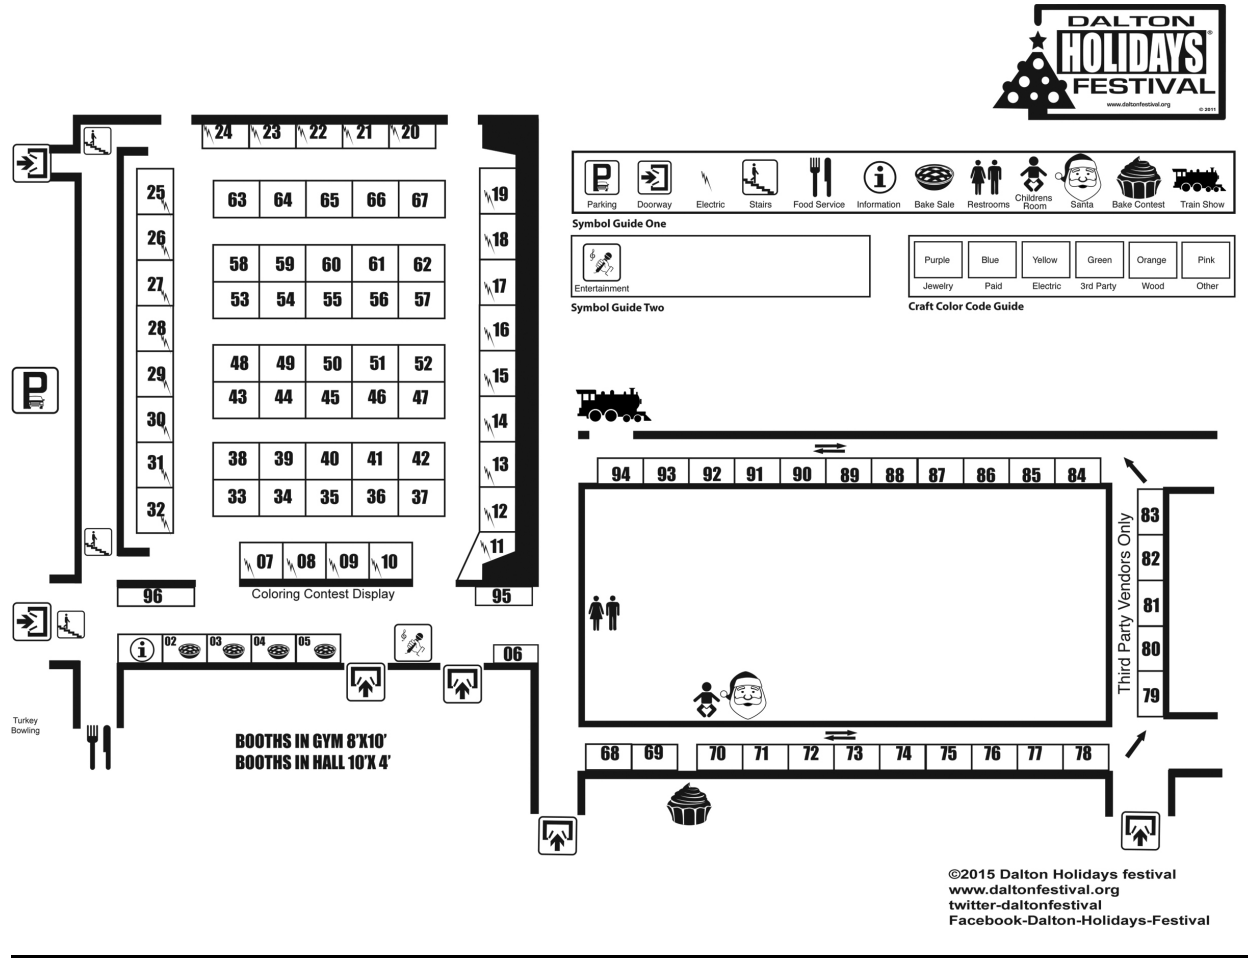 DALTON
HOLIDAYS®
FESTIVAL
www.daltonfestival.org
© 2011
24 23 22 21 20
Parking Doorway Electric Stairs Food Service Information Bake Sale Restrooms Childrens Room Santa Bake Contest Train Show
Symbol Guide One
Entertainment
Symbol Guide Two
Purple Blue Yellow Green Orange Pink
Jewelry Paid Electric 3rd Party Wood Other
Craft Color Code Guide
25
26
27
28
29
30
31
32
63 64 65 66 67
58 59 60 61 62
53 54 55 56 57
48 49 50 51 52
43 44 45 46 47
38 39 40 41 42
33 34 35 36 37
07 08 09 10
Coloring Contest Display
19
18
17
16
15
14
13
12
11
96
95
02 03 04 05
06
P
Turkey
Bowling
BOOTHS IN GYM 8'X10'
BOOTHS IN HALL 10'X 4'
94 93 92 91 90 89 88 87 86 85 84
83
82
81
80
79
Third Party Vendors Only
68 69 70 71 72 73 74 75 76 77 78
©2015 Dalton Holidays festival
www.daltonfestival.org
twitter-daltonfestival
Facebook-Dalton-Holidays-Festival